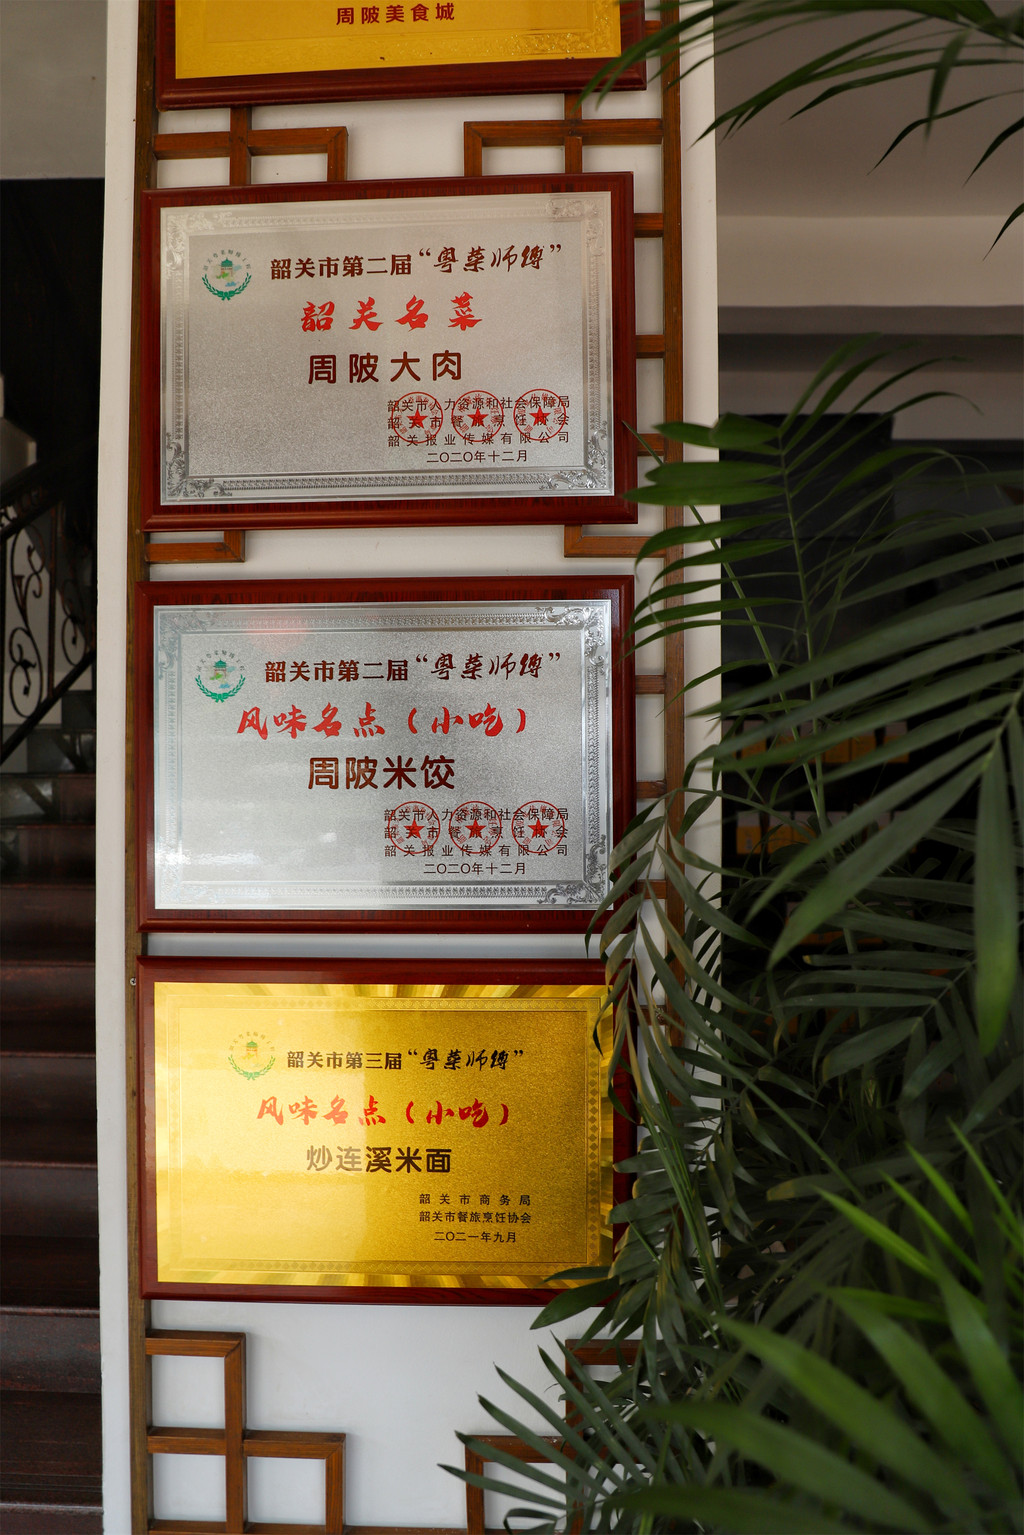 周陂美食城
韶关市第二届“粤菜师傅”
韶关名菜
周陂大肉
韶关市人力资源和社会保障局
韶关市餐旅烹饪协会
韶关报业传媒有限公司
二〇二〇年十二月
韶关市第二届“粤菜师傅”
风味名点（小吃）
周陂米饺
韶关市人力资源和社会保障局
韶关市餐旅烹饪协会
韶关报业传媒有限公司
二〇二〇年十二月
韶关市第三届“粤菜师傅”
风味名点（小吃）
炒连溪米面
韶关市商务局
韶关市餐旅烹饪协会
二〇二一年九月